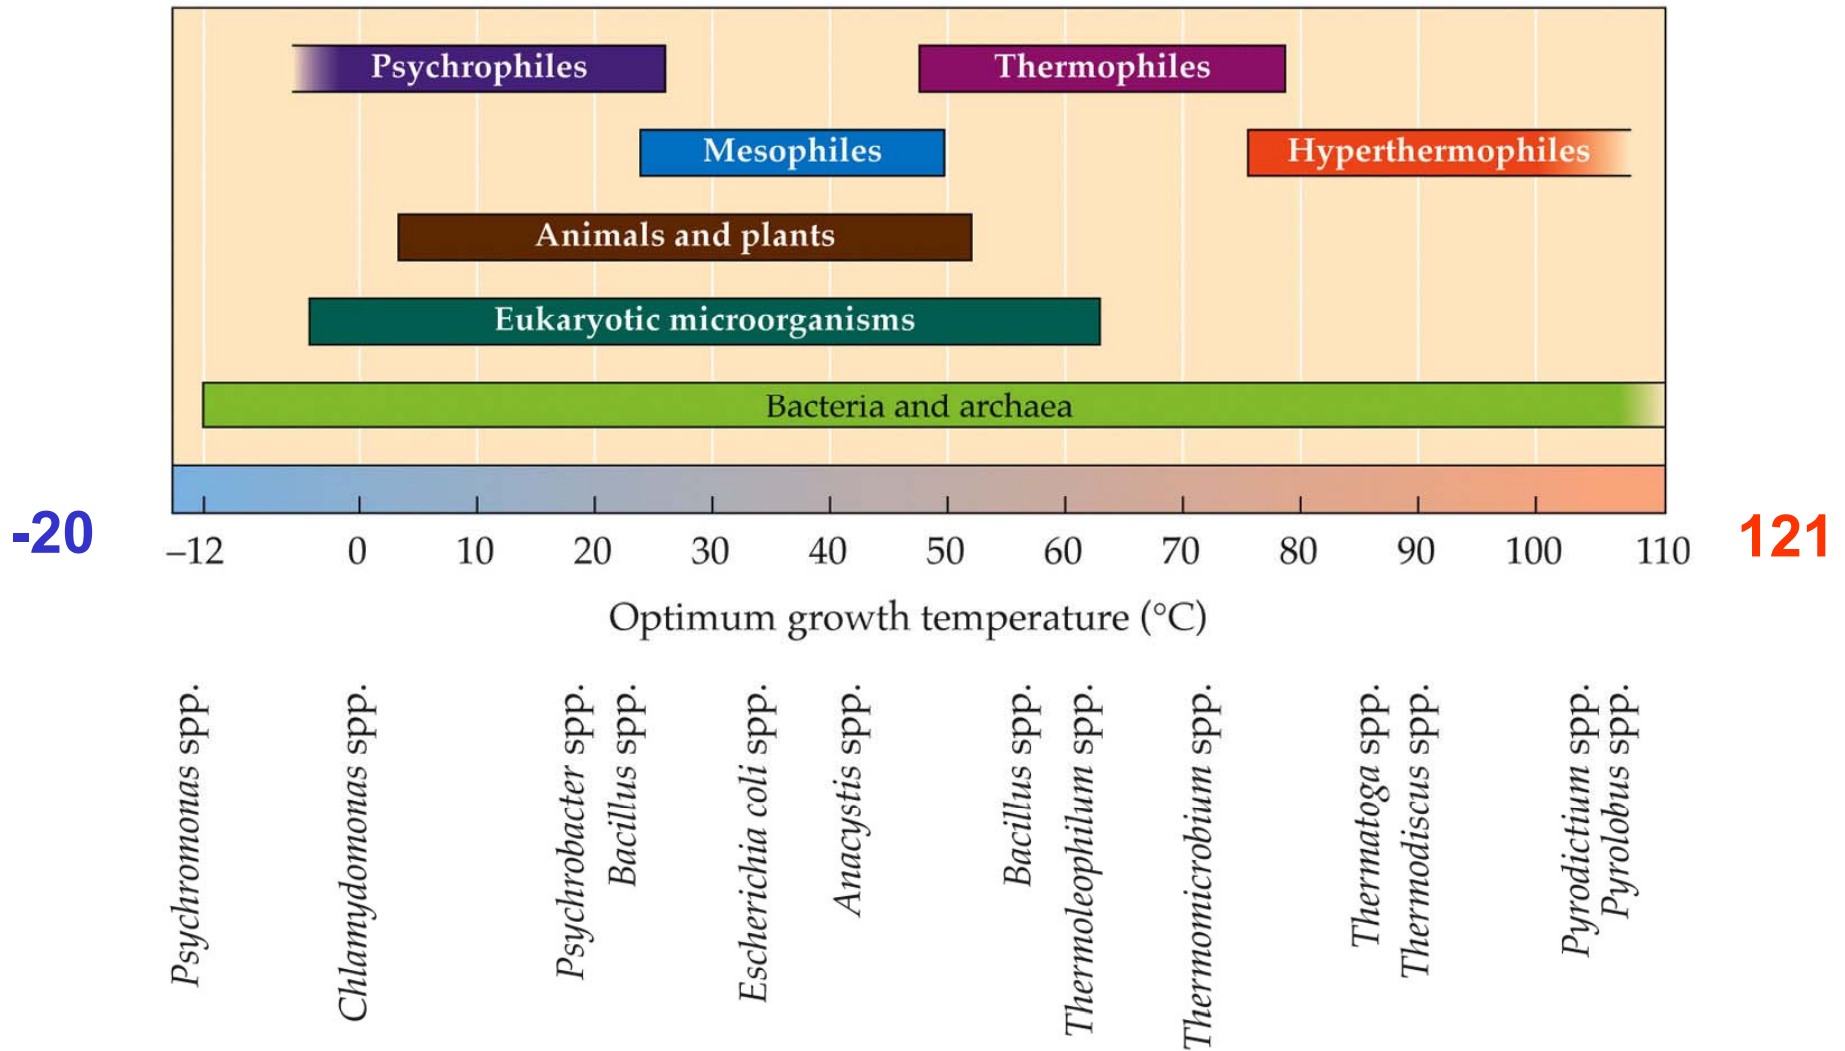 Psychrophiles
Thermophiles
Mesophiles
Hyperthermophiles
Animals and plants
Eukaryotic microorganisms
Bacteria and archaea
-20
–12 0 10 20 30 40 50 60 70 80 90 100 110
121
Optimum growth temperature (°C)
Psychromonas spp.
Chlamydomonas spp.
Psychrobacter spp.
Bacillus spp.
Escherichia coli spp.
Anacystis spp.
Bacillus spp.
Thermoleophilum spp.
Thermomicrobium spp.
Thermatoga spp.
Thermodiscus spp.
Pyrodictium spp.
Pyrolobus spp.